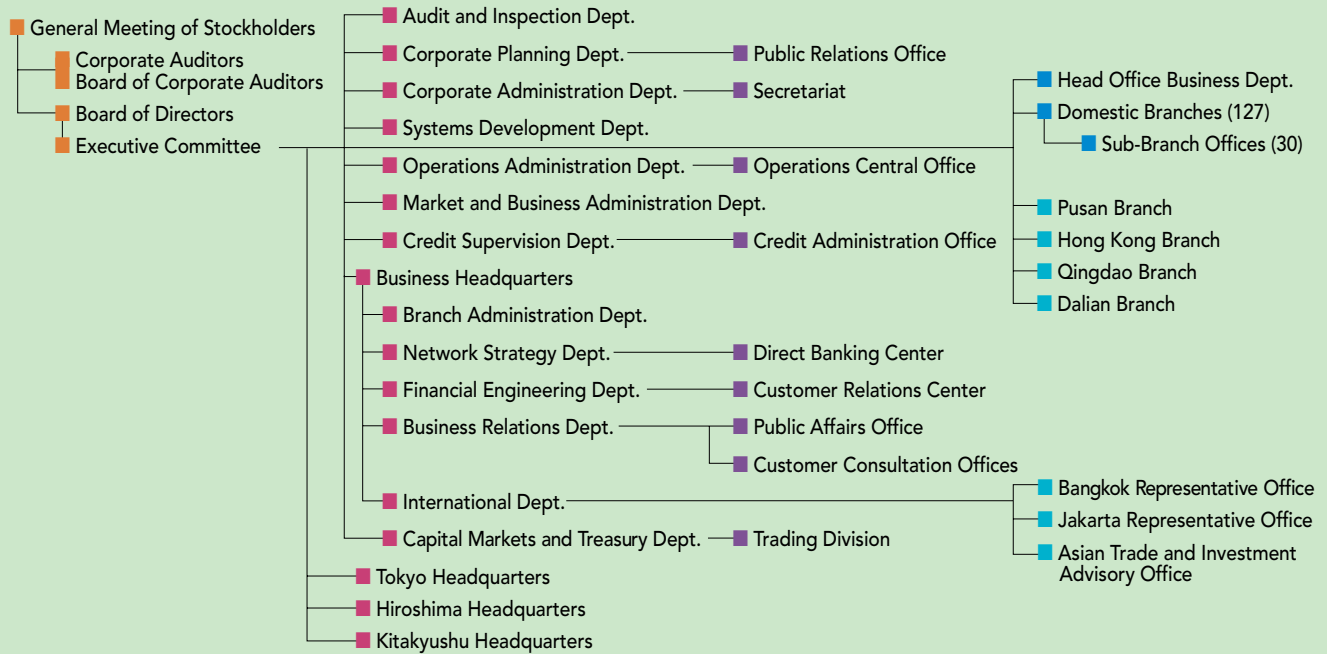 General Meeting of Stockholders
Corporate Auditors
Board of Corporate Auditors
Board of Directors
Executive Committee
Audit and Inspection Dept.
Corporate Planning Dept.
Public Relations Office
Corporate Administration Dept.
Secretariat
Systems Development Dept.
Operations Administration Dept.
Operations Central Office
Market and Business Administration Dept.
Credit Supervision Dept.
Credit Administration Office
Business Headquarters
Branch Administration Dept.
Network Strategy Dept.
Direct Banking Center
Financial Engineering Dept.
Customer Relations Center
Business Relations Dept.
Public Affairs Office
Customer Consultation Offices
International Dept.
Capital Markets and Treasury Dept.
Trading Division
Tokyo Headquarters
Hiroshima Headquarters
Kitakyushu Headquarters
Head Office Business Dept.
Domestic Branches (127)
Sub-Branch Offices (30)
Pusan Branch
Hong Kong Branch
Qingdao Branch
Dalian Branch
Bangkok Representative Office
Jakarta Representative Office
Asian Trade and Investment
Advisory Office